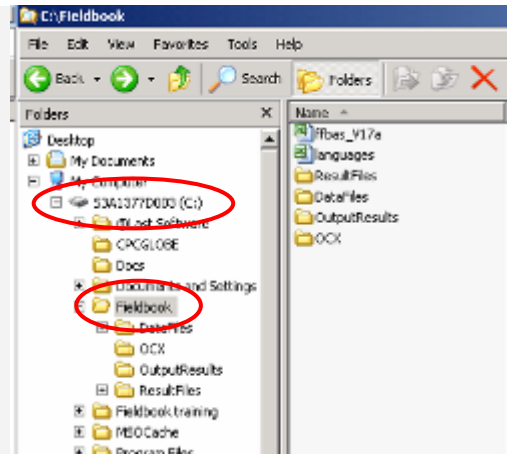 C:\Fieldbook
File Edit View Favorites Tools Help
Back Search Folders
Folders X
Desktop
My Documents
My Computer
S3A1377D003 (C:)
@Last Software
CPCGLOBE
Docs
Documents and Settings
Fieldbook
DataFiles
OCX
OutputResults
ResultFiles
Fieldbook training
MSOCache
Program Files
Name
ffbas_V17a
languages
ResultFiles
DataFiles
OutputResults
OCX